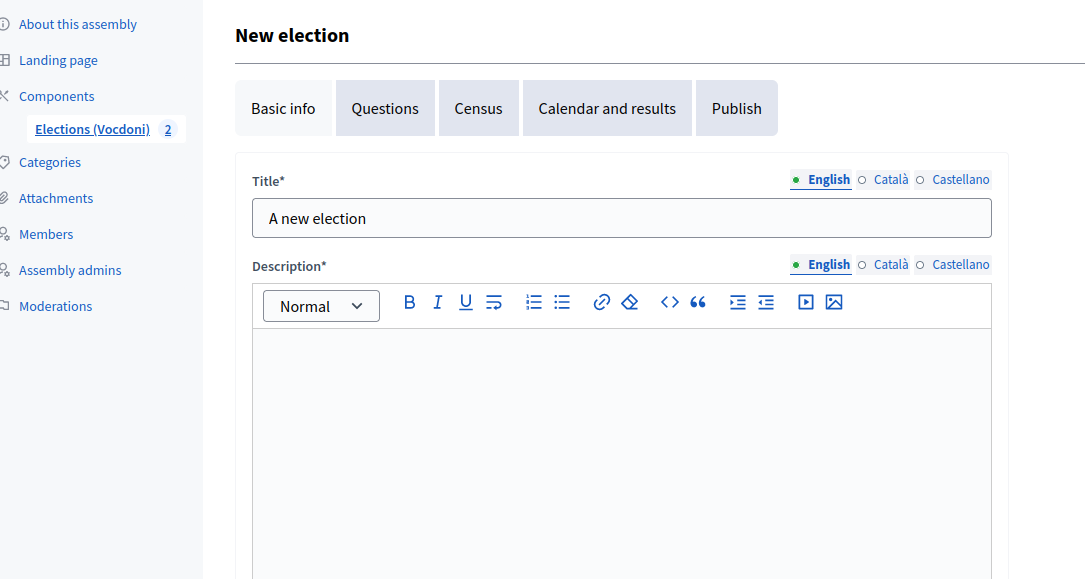 About this assembly
Landing page
Components
Elections (Vocdoni) 2
Categories
Attachments
Members
Assembly admins
Moderations
New election
Basic info Questions Census Calendar and results Publish
Title* English Català Castellano
A new election
Description* English Català Castellano
Normal